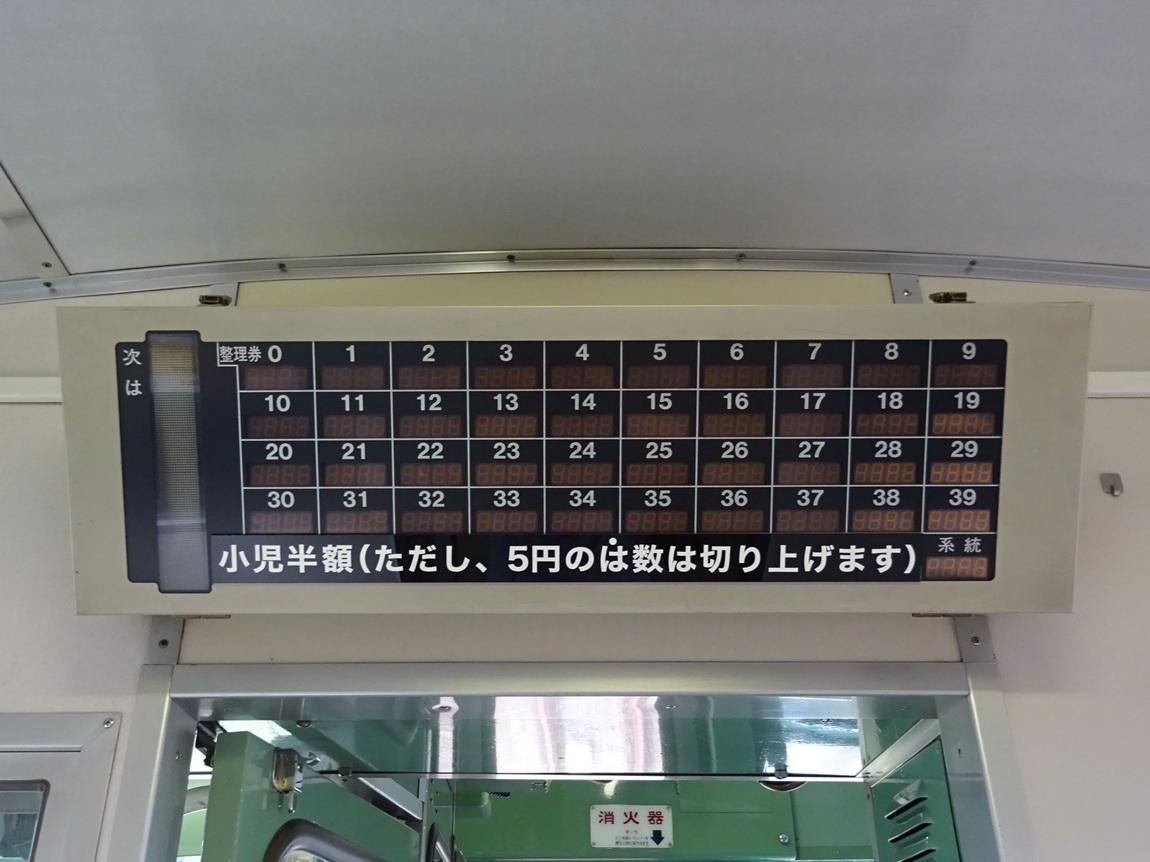 次は
整理券 0 1 2 3 4 5 6 7 8 9
10 11 12 13 14 15 16 17 18 19
20 21 22 23 24 25 26 27 28 29
30 31 32 33 34 35 36 37 38 39
小児半額(ただし、5円のは数は切り上げます)
系統
消火器